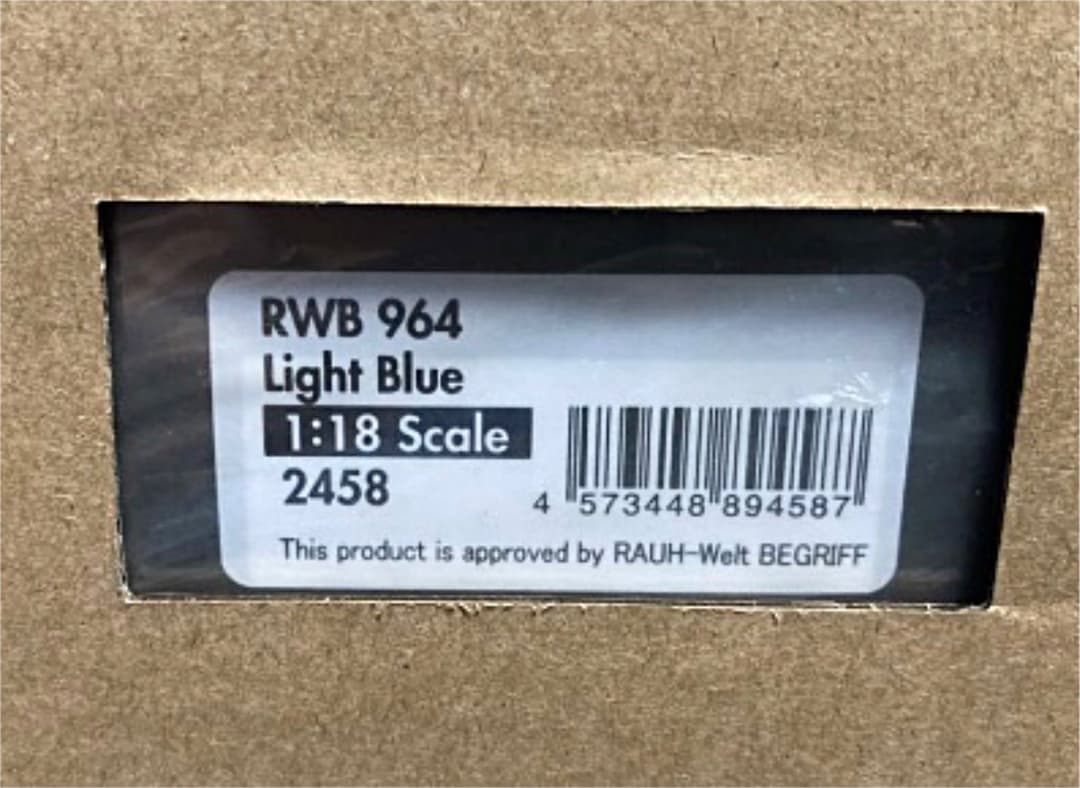 RWB 964
Light Blue
1:18 Scale
2458
4 573448 894587
This product is approved by RAUH-Welt BEGRIFF